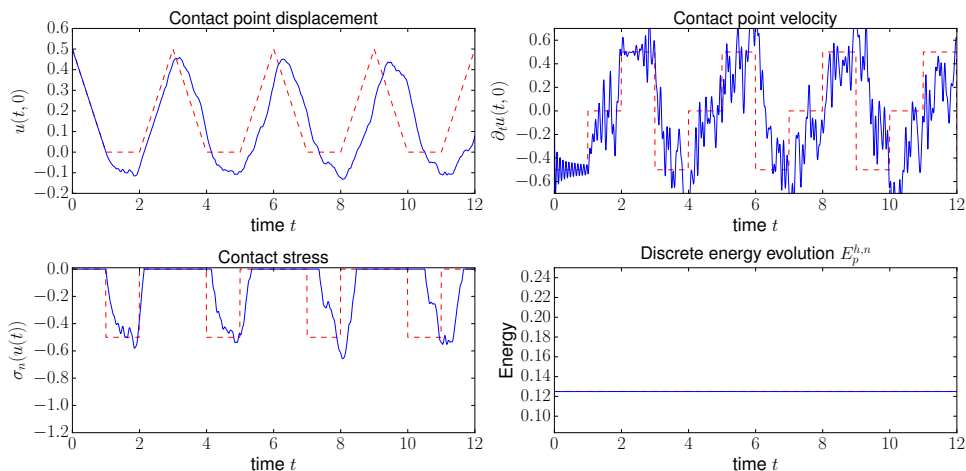 Contact point displacement
0.6
0.5
0.4
0.3
0.2
0.1
0.0
−0.1
−0.2
u(t, 0)
0 2 4 6 8 10 12
time t
Contact point velocity
0.6
0.4
0.2
0.0
−0.2
−0.4
−0.6
∂ₜu(t, 0)
0 2 4 6 8 10 12
time t
Contact stress
0.0
−0.2
−0.4
−0.6
−0.8
−1.0
−1.2
σₙ(u(t))
0 2 4 6 8 10 12
time t
Discrete energy evolution E_p^{h,n}
0.24
0.22
0.20
0.18
0.16
0.14
0.12
0.10
Energy
0 2 4 6 8 10 12
time t